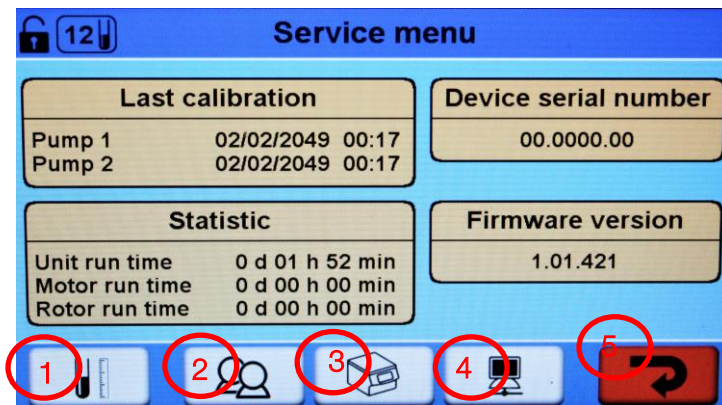 12
Service menu
Last calibration
Pump 1 02/02/2049 00:17
Pump 2 02/02/2049 00:17
Device serial number
00.0000.00
Statistic
Unit run time 0 d 01 h 52 min
Motor run time 0 d 00 h 00 min
Rotor run time 0 d 00 h 00 min
Firmware version
1.01.421
1
2
3
4
5